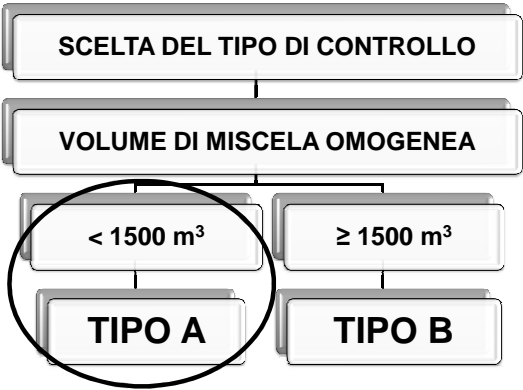 SCELTA DEL TIPO DI CONTROLLO
VOLUME DI MISCELA OMOGENEA
< 1500 m³
≥ 1500 m³
TIPO A
TIPO B